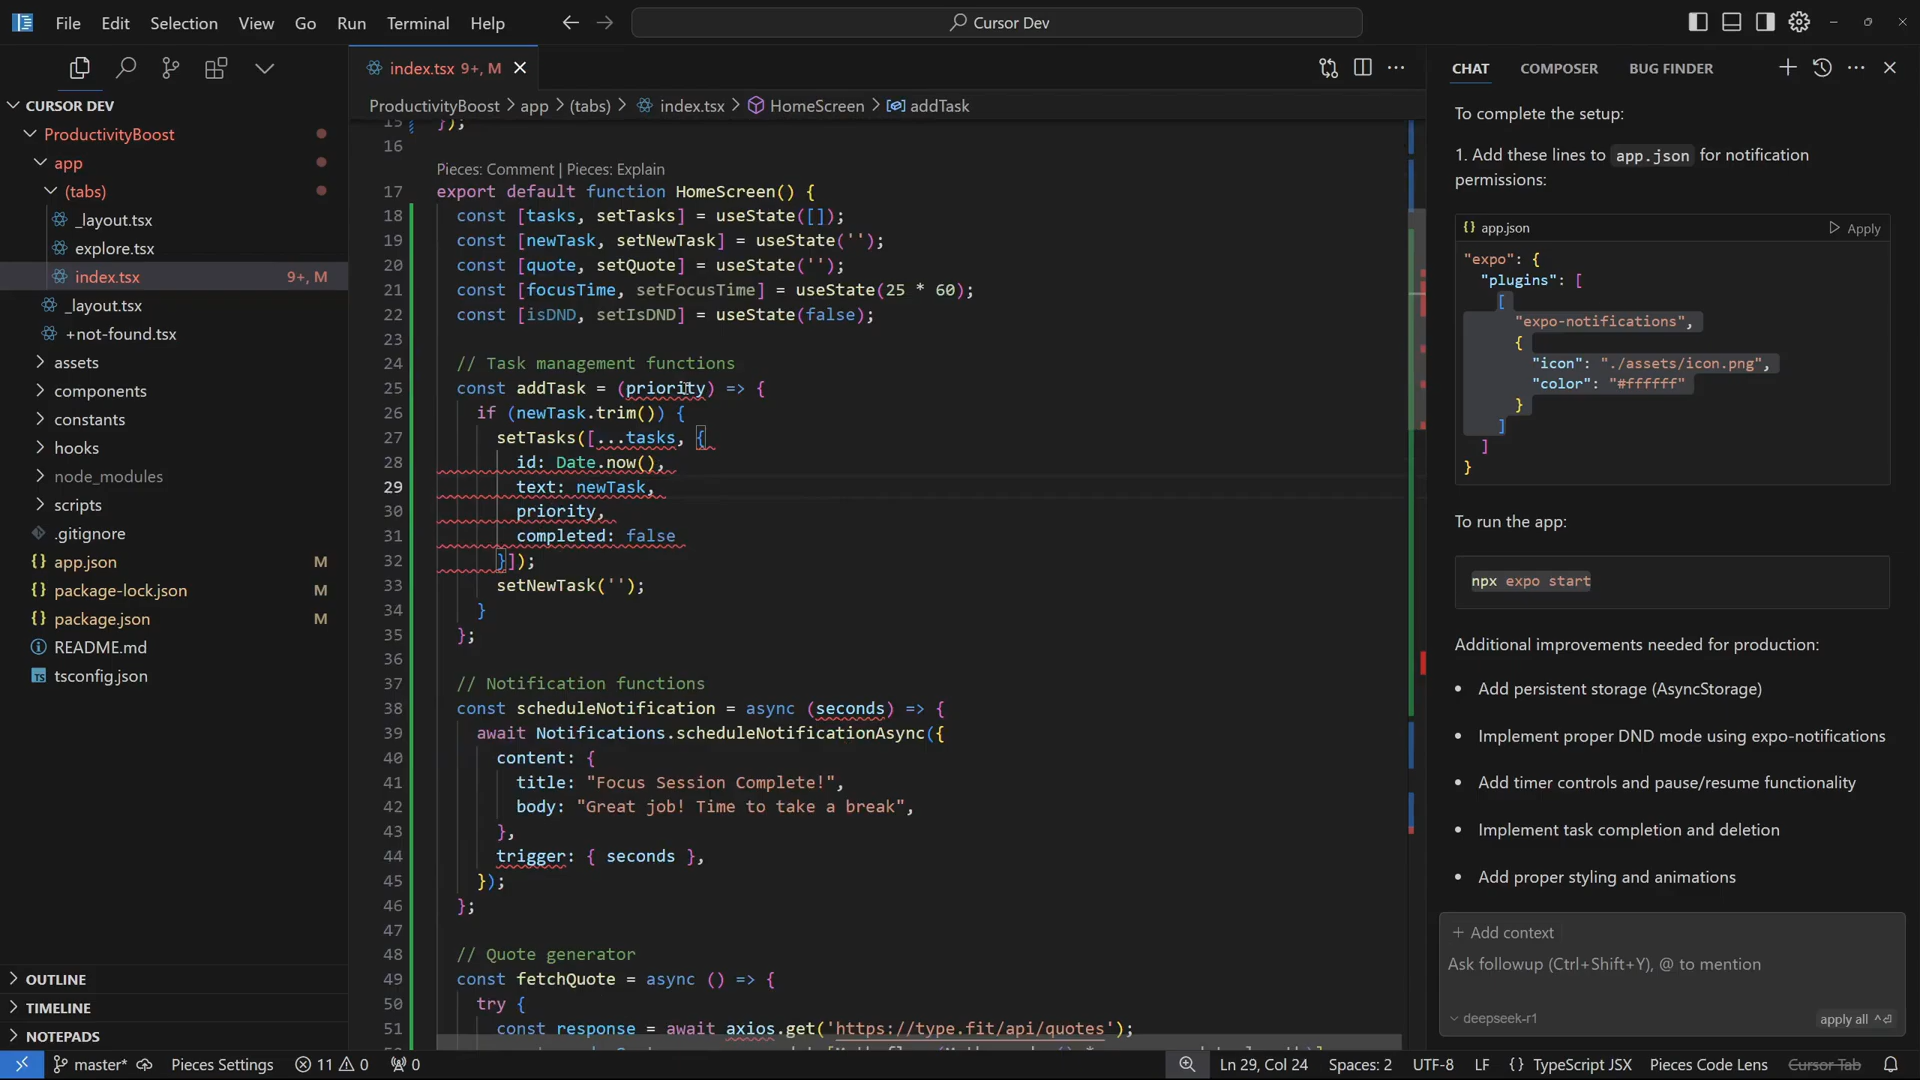 File Edit Selection View Go Run Terminal Help
Cursor Dev
CURSOR DEV
ProductivityBoost
app
(tabs)
_layout.tsx
explore.tsx
index.tsx 9+, M
_layout.tsx
+not-found.tsx
assets
components
constants
hooks
node_modules
scripts
.gitignore
{} app.json M
{} package-lock.json M
{} package.json M
README.md
tsconfig.json
OUTLINE
TIMELINE
NOTEPADS
index.tsx 9+, M
ProductivityBoost > app > (tabs) > index.tsx > HomeScreen > addTask
15 });
16
Pieces: Comment | Pieces: Explain
17 export default function HomeScreen() {
18 const [tasks, setTasks] = useState([]);
19 const [newTask, setNewTask] = useState('');
20 const [quote, setQuote] = useState('');
21 const [focusTime, setFocusTime] = useState(25 * 60);
22 const [isDND, setIsDND] = useState(false);
23
24 // Task management functions
25 const addTask = (priority) => {
26 if (newTask.trim()) {
27 setTasks([...tasks, {
28 id: Date.now(),
29 text: newTask,
30 priority,
31 completed: false
32 }]);
33 setNewTask('');
34 }
35 };
36
37 // Notification functions
38 const scheduleNotification = async (seconds) => {
39 await Notifications.scheduleNotificationAsync({
40 content: {
41 title: "Focus Session Complete!",
42 body: "Great job! Time to take a break",
43 },
44 trigger: { seconds },
45 });
46 };
47
48 // Quote generator
49 const fetchQuote = async () => {
50 try {
51 const response = await axios.get('https://type.fit/api/quotes');
CHAT COMPOSER BUG FINDER
To complete the setup:
1. Add these lines to app.json for notification
permissions:
{} app.json Apply
"expo": {
"plugins": [
[
"expo-notifications",
{
"icon": "./assets/icon.png",
"color": "#ffffff"
}
]
]
}
To run the app:
npx expo start
Additional improvements needed for production:
• Add persistent storage (AsyncStorage)
• Implement proper DND mode using expo-notifications
• Add timer controls and pause/resume functionality
• Implement task completion and deletion
• Add proper styling and animations
+ Add context
Ask followup (Ctrl+Shift+Y), @ to mention
deepseek-r1 apply all
master* Pieces Settings 11 0 0 Ln 29, Col 24 Spaces: 2 UTF-8 LF {} TypeScript JSX Pieces Code Lens Cursor Tab